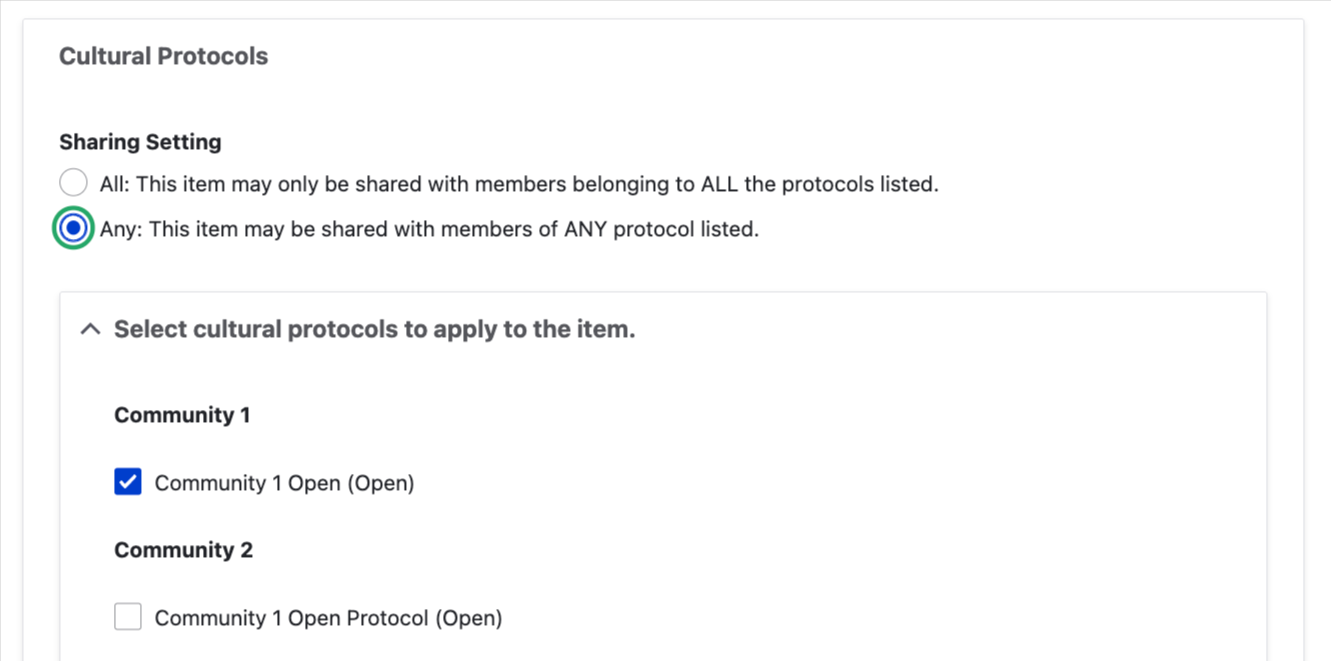 Cultural Protocols
Sharing Setting
All: This item may only be shared with members belonging to ALL the protocols listed.
Any: This item may be shared with members of ANY protocol listed.
Select cultural protocols to apply to the item.
Community 1
Community 1 Open (Open)
Community 2
Community 1 Open Protocol (Open)